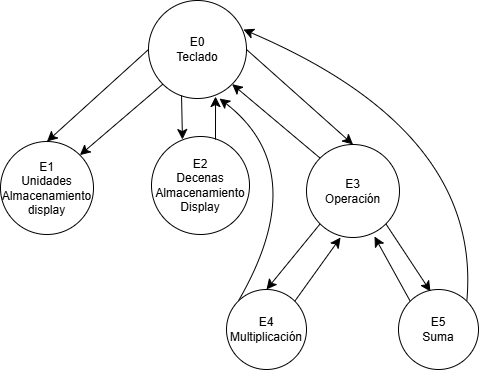 E0
Teclado
E1
Unidades
Almacenamiento
display)
E2
Decenas
Almacenamiento
Display
E3
Operación
E4
Multiplicación
E5
Suma